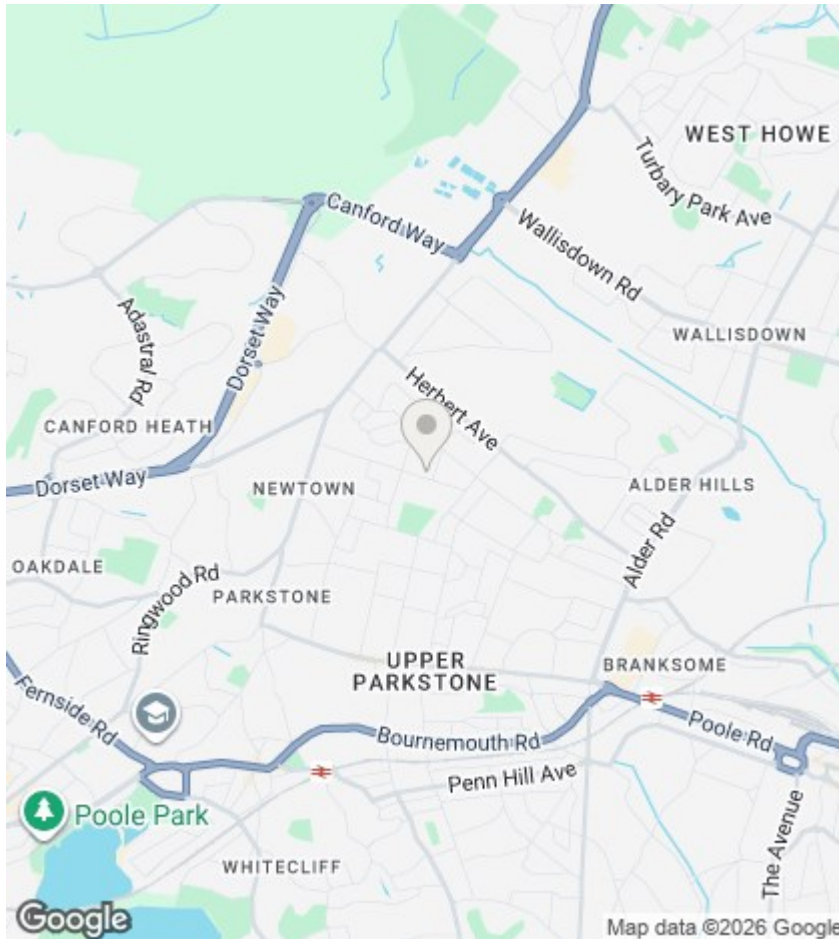 WEST HOWE
Turbary Park Ave
Canford Way
Wallisdown Rd
Adastral Rd
Dorset Way
WALLISDOWN
Herbert Ave
CANFORD HEATH
Dorset Way
NEWTOWN
ALDER HILLS
OAKDALE
Ringwood Rd
Alder Rd
PARKSTONE
UPPER
PARKSTONE
BRANKSOME
Fernside Rd
Bournemouth Rd
Poole Rd
Penn Hill Ave
Poole Park
The Avenue
WHITECLIFF
Google
Map data ©2026 Google